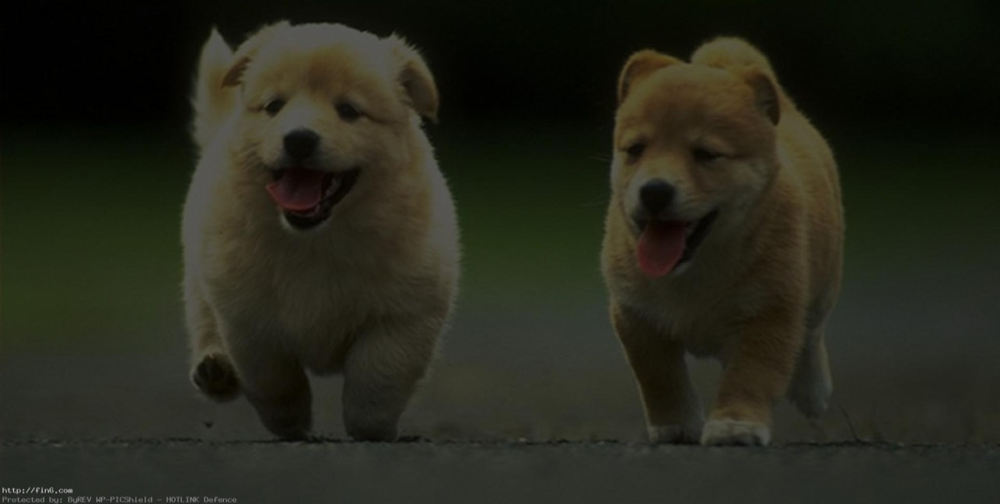 http://fin6.com
Protected by: ByREV WP-PICShield - HOTLINK Defence